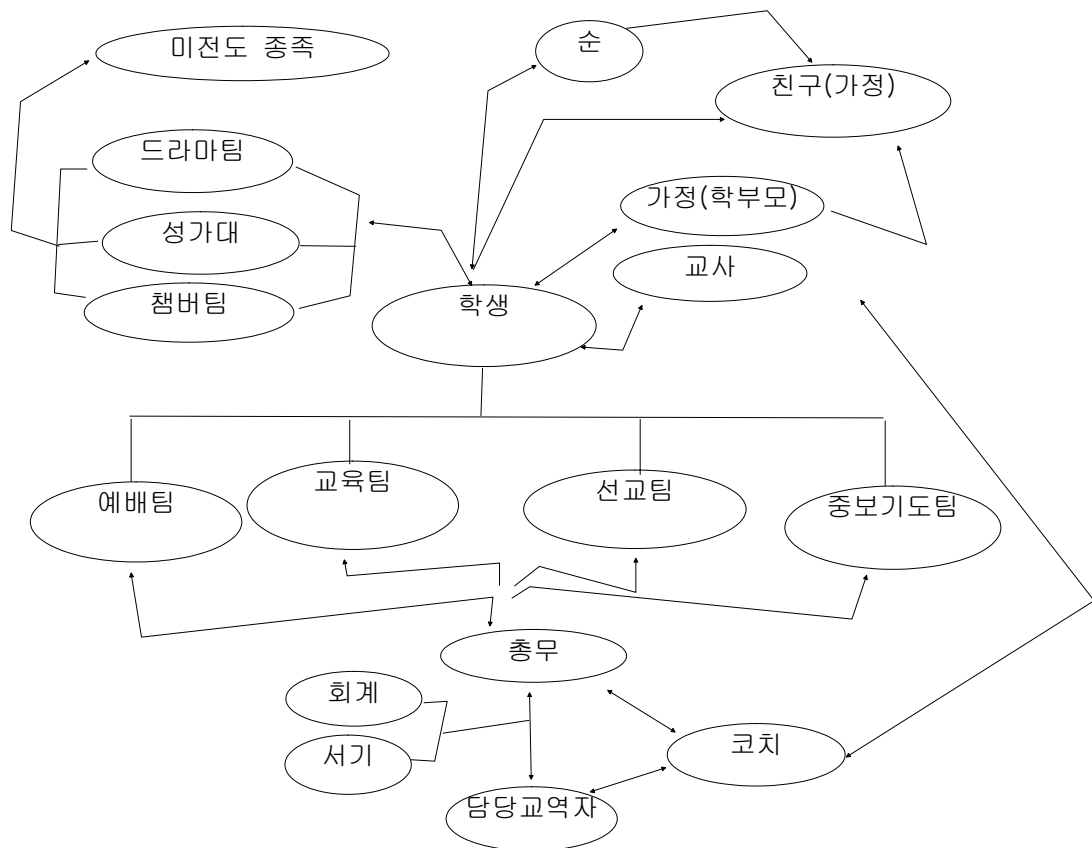 미전도 종족
순
친구(가정)
드라마팀
가정(학부모)
성가대
교사
챔버팀
학생
예배팀
교육팀
선교팀
중보기도팀
총무
회계
서기
코치
담당교역자